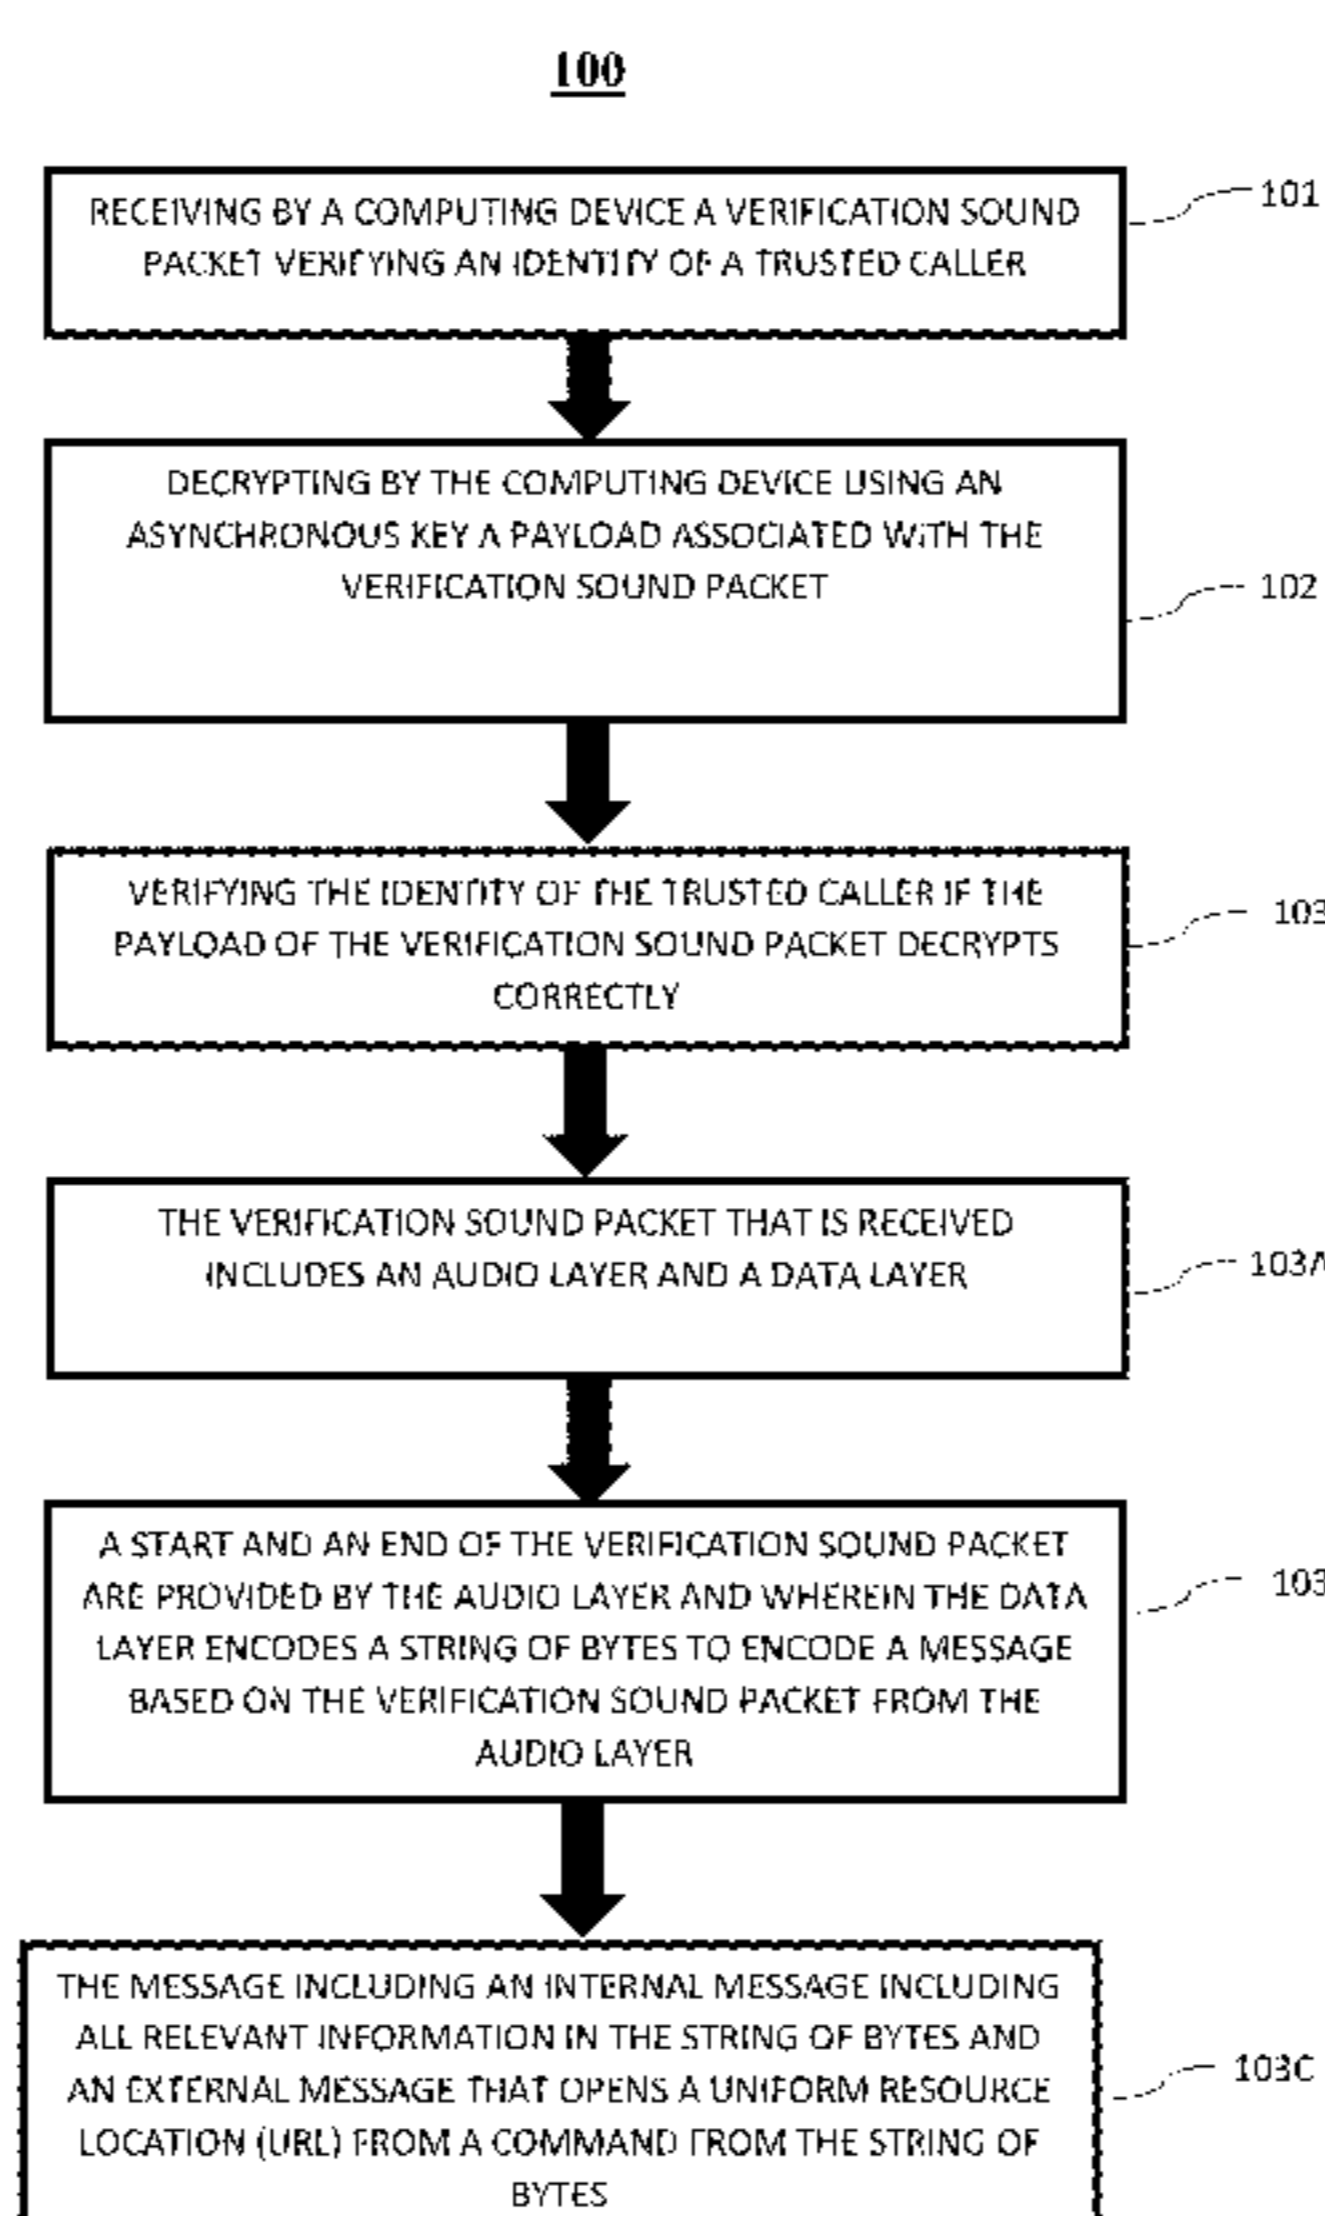 100
RECEIVING BY A COMPUTING DEVICE A VERIFICATION SOUND
PACKET VERIFYING AN IDENTITY OF A TRUSTED CALLER
101
DECRYPTING BY THE COMPUTING DEVICE USING AN
ASYNCHRONOUS KEY A PAYLOAD ASSOCIATED WITH THE
VERIFICATION SOUND PACKET
102
VERIFYING THE IDENTITY OF THE TRUSTED CALLER IF THE
PAYLOAD OF THE VERIFICATION SOUND PACKET DECRYPTS
CORRECTLY
103
THE VERIFICATION SOUND PACKET THAT IS RECEIVED
INCLUDES AN AUDIO LAYER AND A DATA LAYER
103A
A START AND AN END OF THE VERIFICATION SOUND PACKET
ARE PROVIDED BY THE AUDIO LAYER AND WHEREIN THE DATA
LAYER ENCODES A STRING OF BYTES TO ENCODE A MESSAGE
BASED ON THE VERIFICATION SOUND PACKET FROM THE
AUDIO LAYER
103
THE MESSAGE INCLUDING AN INTERNAL MESSAGE INCLUDING
ALL RELEVANT INFORMATION IN THE STRING OF BYTES AND
AN EXTERNAL MESSAGE THAT OPENS A UNIFORM RESOURCE
LOCATION (URL) FROM A COMMAND FROM THE STRING OF
BYTES
103C